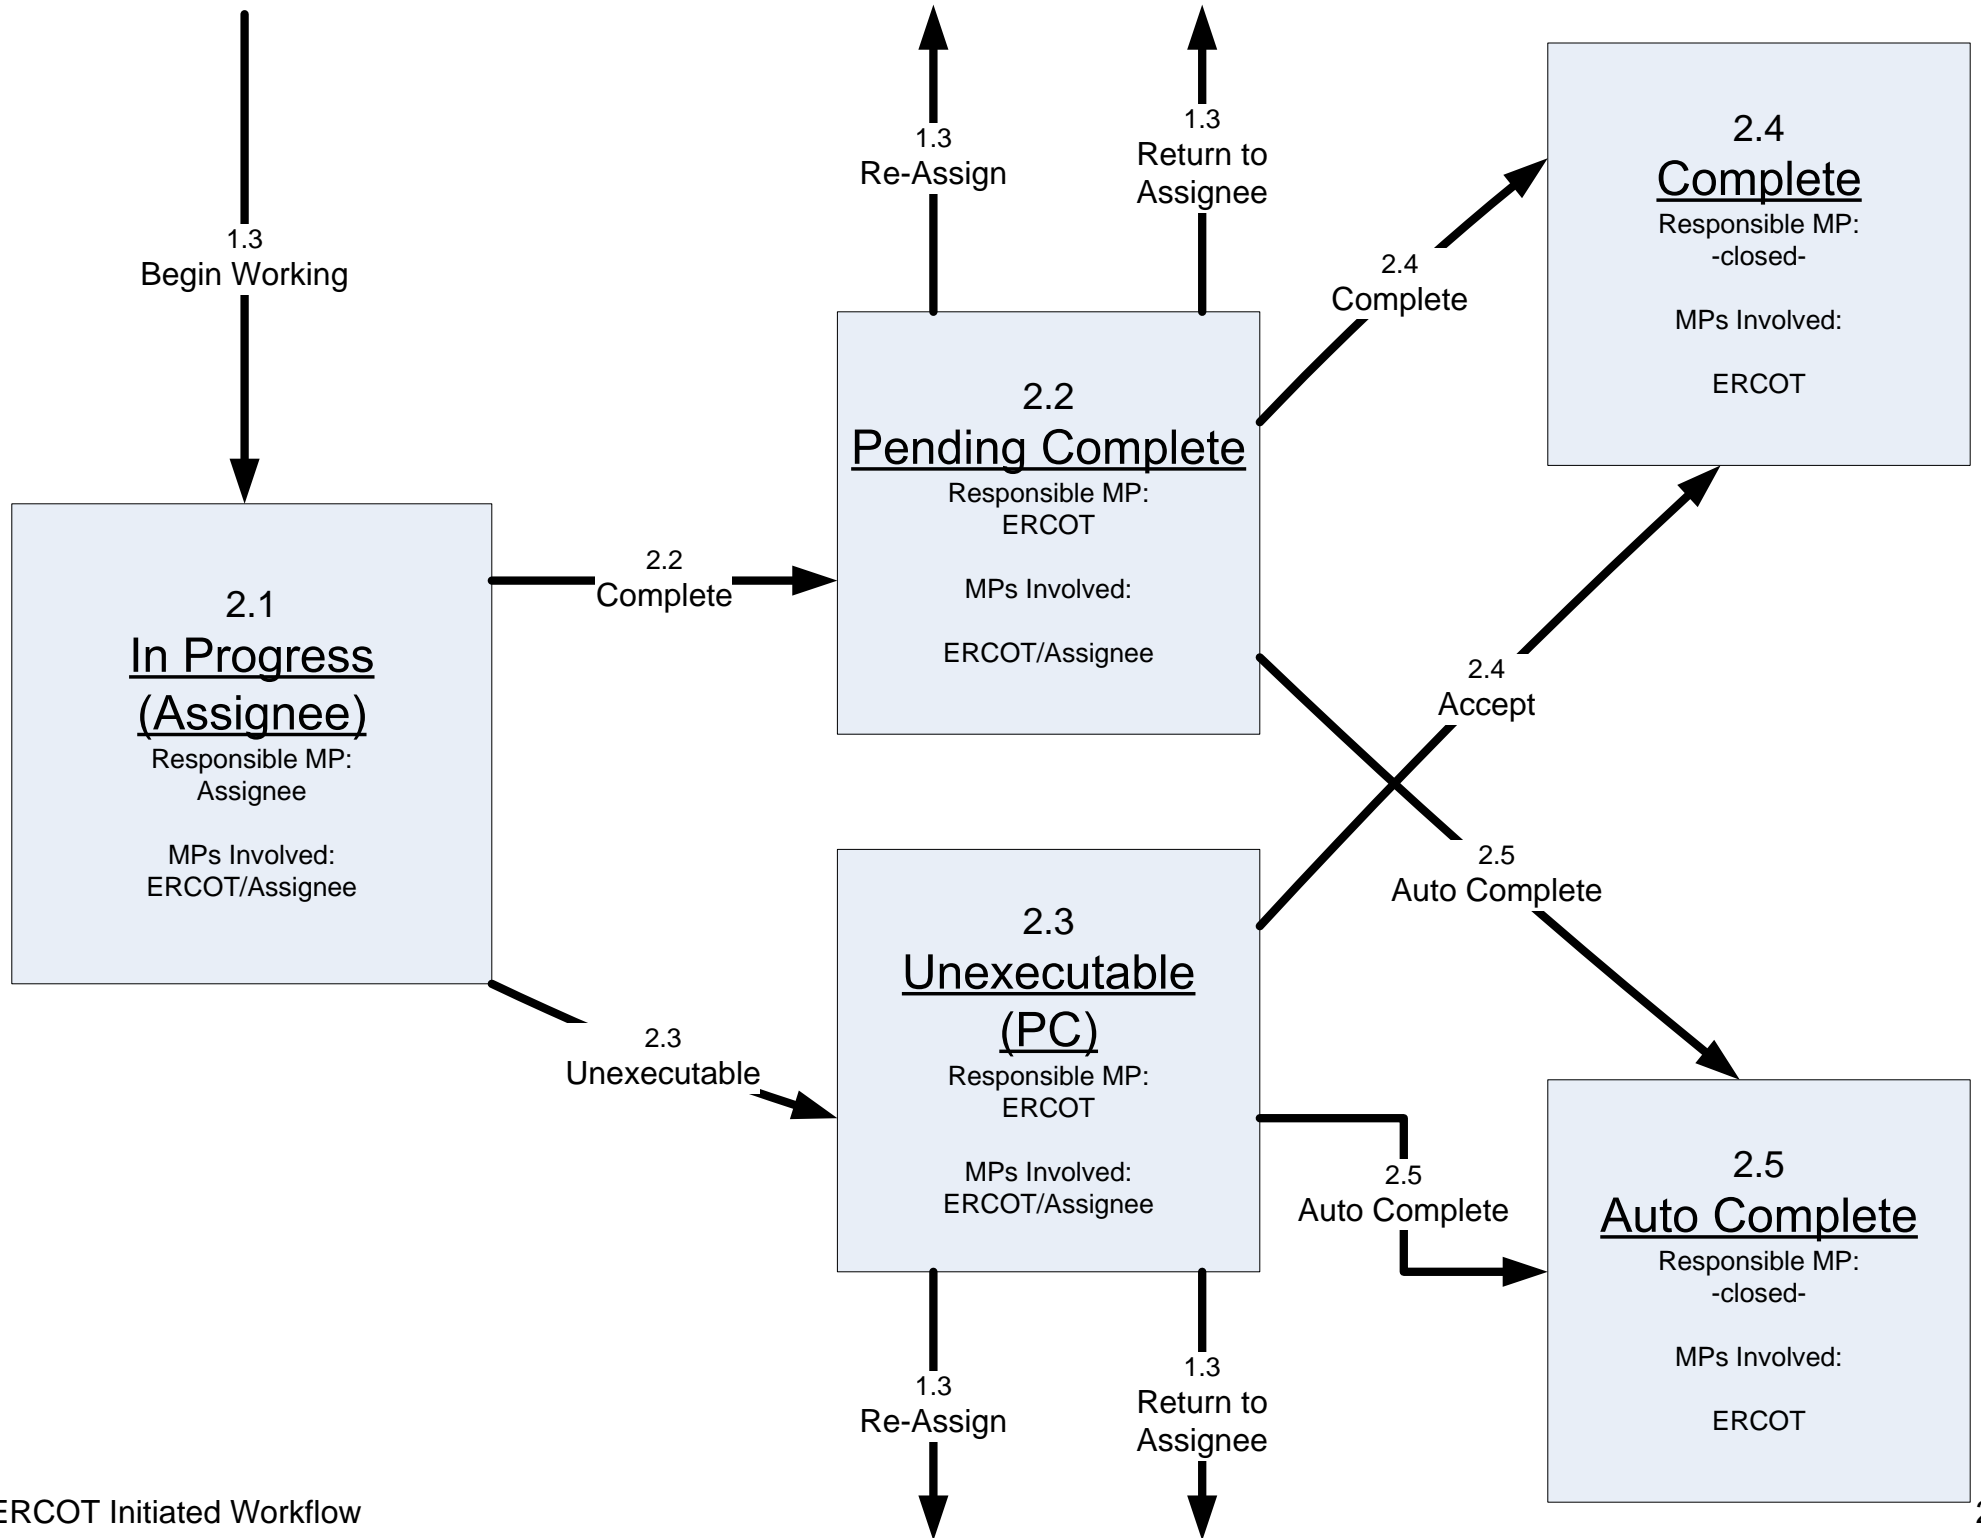 1.3
Begin Working
1.3
Re-Assign
1.3
Return to
Assignee
2.4
Complete
Responsible MP:
-closed-
MPs Involved:
ERCOT
2.4
Complete
2.2
Pending Complete
Responsible MP:
ERCOT
MPs Involved:
ERCOT/Assignee
2.1
In Progress
(Assignee)
Responsible MP:
Assignee
MPs Involved:
ERCOT/Assignee
2.2
Complete
2.4
Accept
2.5
Auto Complete
2.3
Unexecutable
2.3
Unexecutable
(PC)
Responsible MP:
ERCOT
MPs Involved:
ERCOT/Assignee
2.5
Auto Complete
2.5
Auto Complete
Responsible MP:
-closed-
MPs Involved:
ERCOT
1.3
Re-Assign
1.3
Return to
Assignee
ERCOT Initiated Workflow